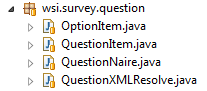 wsi.survey.question
OptionItem.java
QuestionItem.java
QuestionNaire.java
QuestionXMLResolve.java